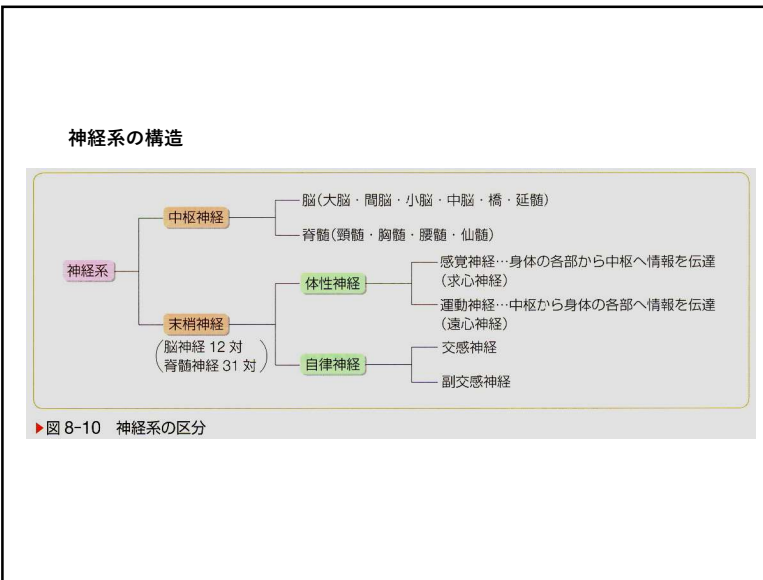 神経系の構造
脳(大脳・間脳・小脳・中脳・橋・延髄)
中枢神経
脊髄(頸髄・胸髄・腰髄・仙髄)
神経系
感覚神経…身体の各部から中枢へ情報を伝達
(求心神経)
体性神経
運動神経…中枢から身体の各部へ情報を伝達
(遠心神経)
末梢神経
(脳神経 12 対
脊髄神経 31 対)
自律神経
交感神経
副交感神経
▶図 8-10 神経系の区分